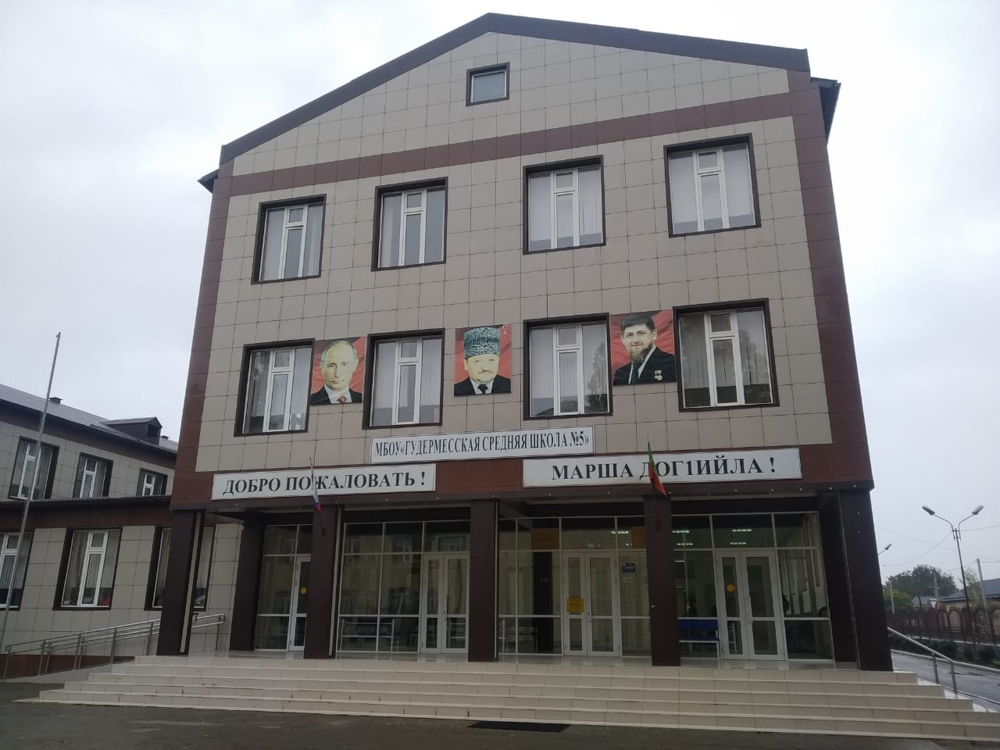 МБОУ«ГУДЕРМЕССКАЯ СРЕДНЯЯ ШКОЛА №5»
ДОБРО ПОЖАЛОВАТЬ !
МАРША ДОГ1ИЙЛА !